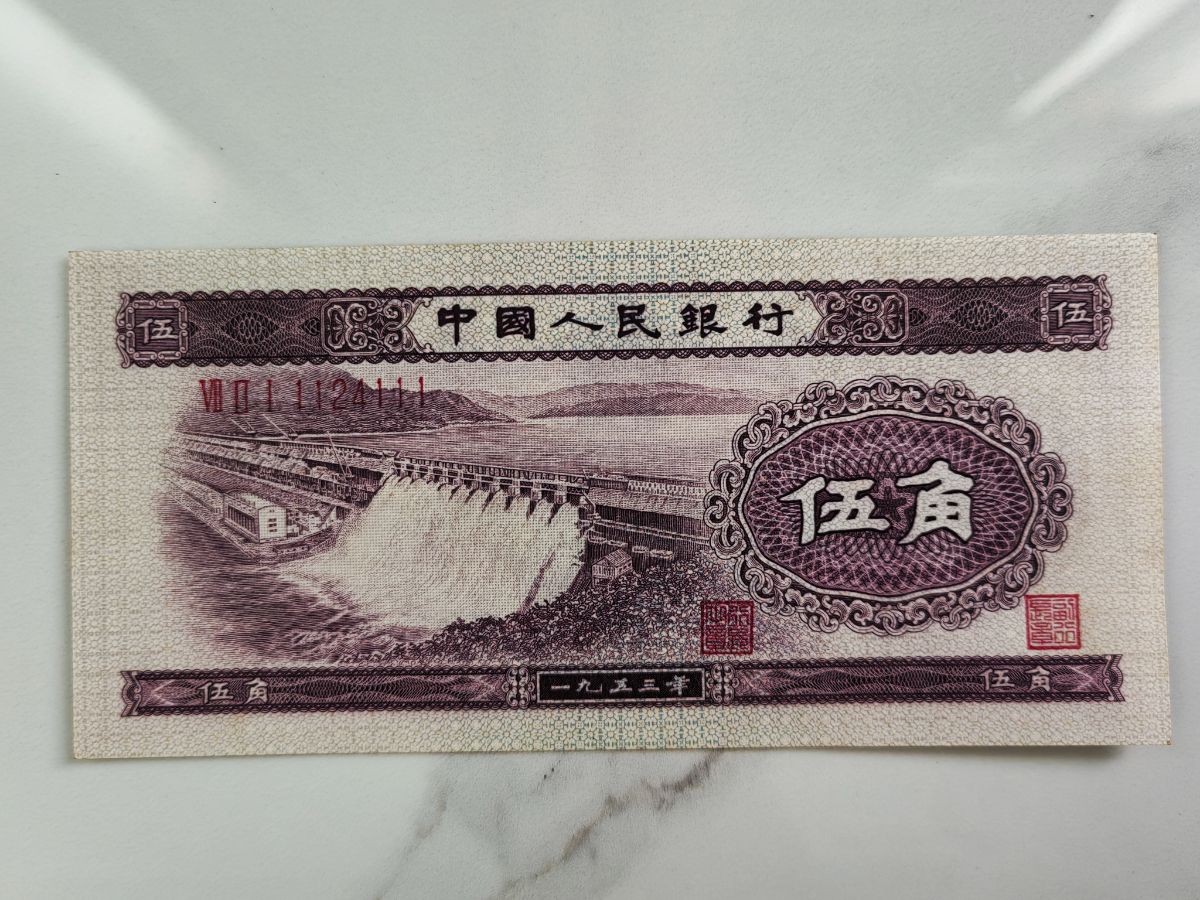 伍 中國人民銀行 伍
VIII II I 1124111
伍角
伍角 一九五三年 伍角